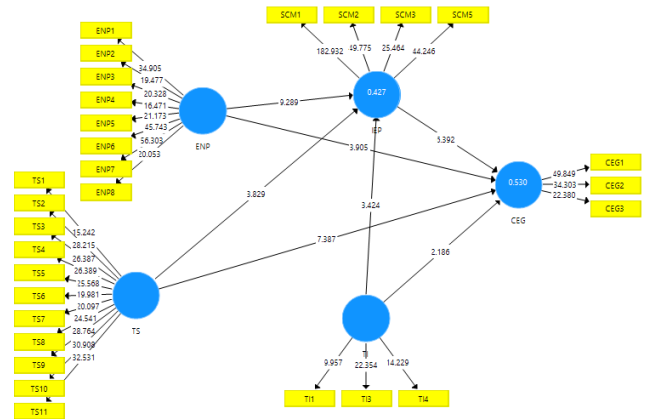 SCM1 SCM2 SCM3 SCM5
182.932 49.775 25.464 44.246
0.427
IEP
ENP1
ENP2
ENP3
ENP4
ENP5
ENP6
ENP7
ENP8
34.905
19.477
20.328
16.471
21.173
45.743
56.303
20.053
ENP
9.289
3.905
5.392
3.829
3.424
7.387
2.186
0.530
CEG
49.849 CEG1
34.303 CEG2
22.380 CEG3
TS1
TS2
TS3
TS4
TS5
TS6
TS7
TS8
TS9
TS10
TS11
15.242
28.215
26.387
26.389
25.568
19.981
20.097
24.541
28.764
30.908
32.531
TS
TI
9.957 22.354 14.229
TI1 TI3 TI4